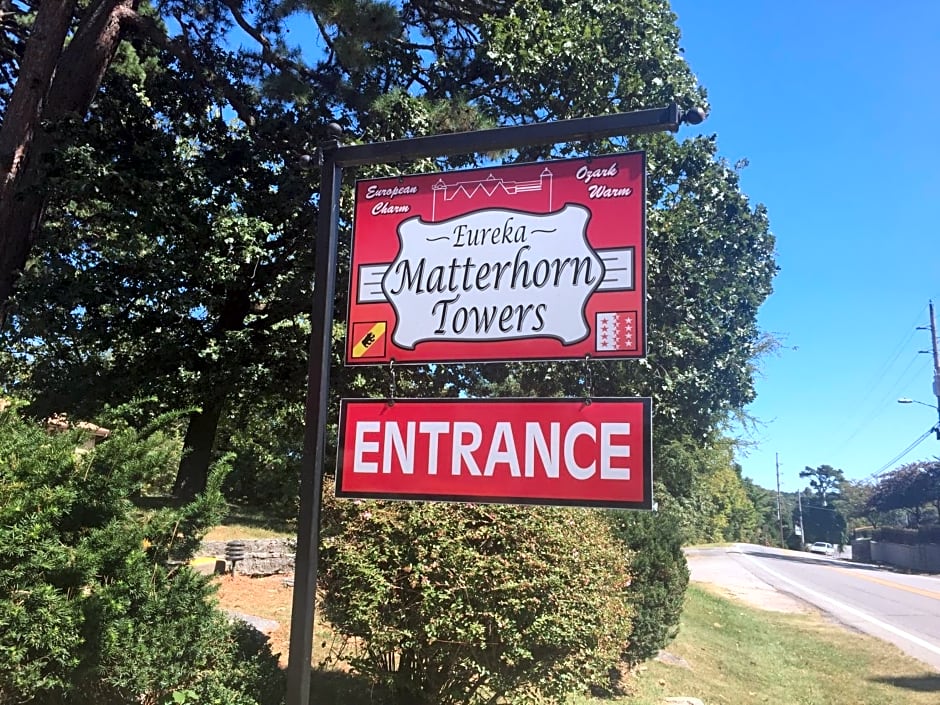 European
Charm
Ozark
Warm
~Eureka~
Matterhorn
Towers
ENTRANCE